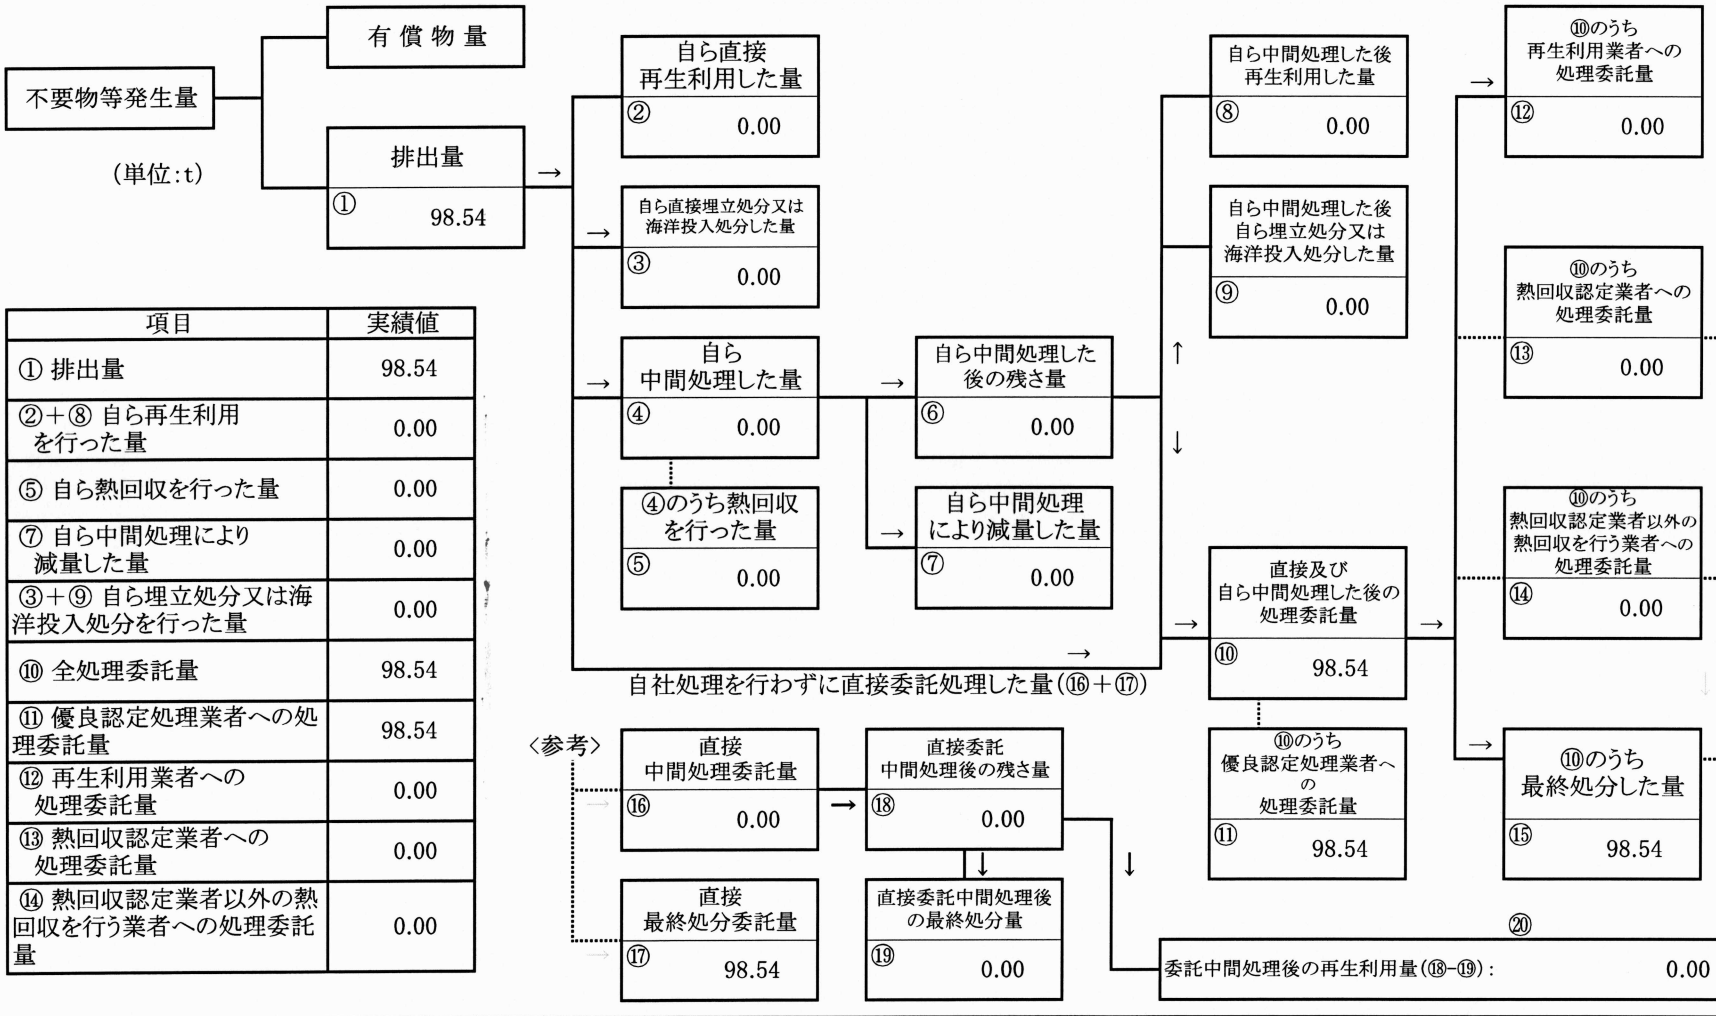 有償物量
不要物等発生量
(単位:t)
排出量
①
98.54
自ら直接
再生利用した量
②
0.00
自ら直接埋立処分又は
海洋投入処分した量
③
0.00
自ら
中間処理した量
④
0.00
④のうち熱回収
を行った量
⑤
0.00
自ら中間処理した
後の残さ量
⑥
0.00
自ら中間処理
により減量した量
⑦
0.00
自ら中間処理した後
再生利用した量
⑧
0.00
自ら中間処理した後
自ら埋立処分又は
海洋投入処分した量
⑨
0.00
直接及び
自ら中間処理した後の
処理委託量
⑩
98.54
⑩のうち
優良認定処理業者へ
の
処理委託量
⑪
98.54
⑩のうち
再生利用業者への
処理委託量
⑫
0.00
⑩のうち
熱回収認定業者への
処理委託量
⑬
0.00
⑩のうち
熱回収認定業者以外の
熱回収を行う業者への
処理委託量
⑭
0.00
⑩のうち
最終処分した量
⑮
98.54
自社処理を行わずに直接委託処理した量(⑯+⑰)
〈参考〉
直接
中間処理委託量
⑯
0.00
直接
最終処分委託量
⑰
98.54
直接委託
中間処理後の残さ量
⑱
0.00
直接委託中間処理後
の最終処分量
⑲
0.00
⑳
委託中間処理後の再生利用量(⑱-⑲): 0.00
項目 実績値
① 排出量 98.54
②+⑧ 自ら再生利用
を行った量 0.00
⑤ 自ら熱回収を行った量 0.00
⑦ 自ら中間処理により
減量した量 0.00
③+⑨ 自ら埋立処分又は海
洋投入処分を行った量 0.00
⑩ 全処理委託量 98.54
⑪ 優良認定処理業者への処
理委託量 98.54
⑫ 再生利用業者への
処理委託量 0.00
⑬ 熱回収認定業者への
処理委託量 0.00
⑭ 熱回収認定業者以外の熱
回収を行う業者への処理委託
量 0.00